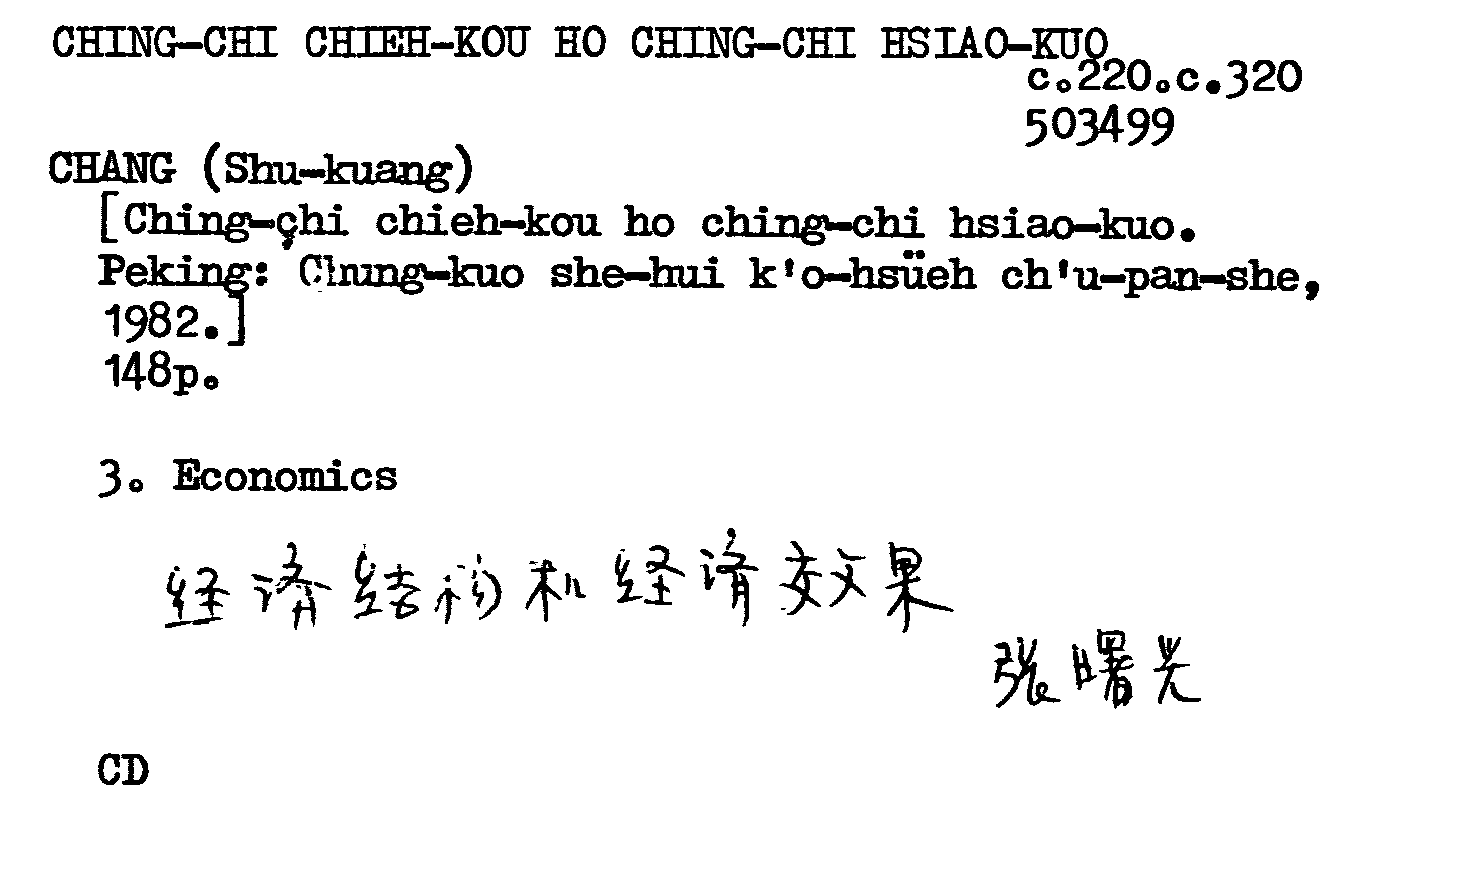 CHING-CHI CHIEH-KOU HO CHING-CHI HSIAO-KUO
c.220.c.320
503499
CHANG (Shu-kuang)
[Ching-chi chieh-kou ho ching-chi hsiao-kuo.
Peking: Chung-kuo she-hui k'o-hsüeh ch'u-pan-she,
1982.]
148p.
3. Economics
经济结构和经济效果
张曙光
CD